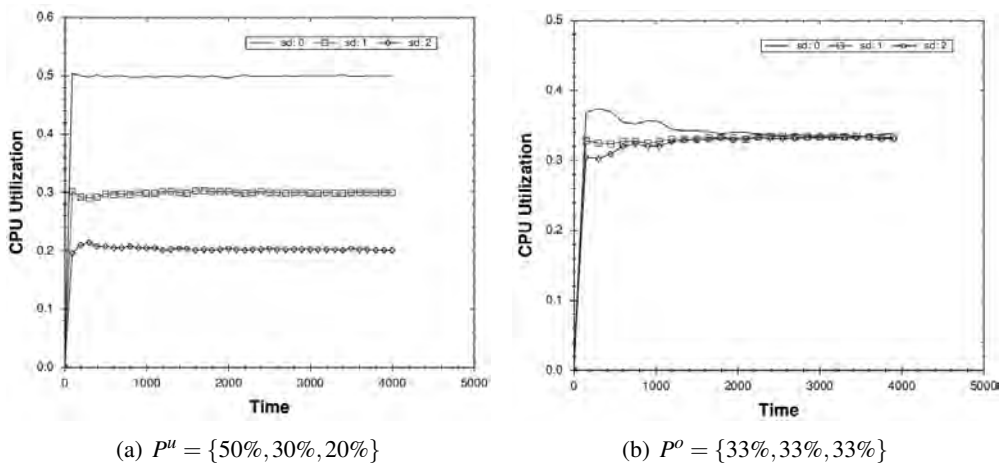 0.6
0.5
0.4
0.3
0.2
0.1
0.0
CPU Utilization
sd: 0 sd: 1 sd: 2
0 1000 2000 3000 4000 5000
Time
(a) P^u = {50%, 30%, 20%}
0.5
0.4
0.3
0.2
0.1
0.0
CPU Utilization
sd: 0 sd: 1 sd: 2
0 1000 2000 3000 4000 5000
Time
(b) P^o = {33%, 33%, 33%}